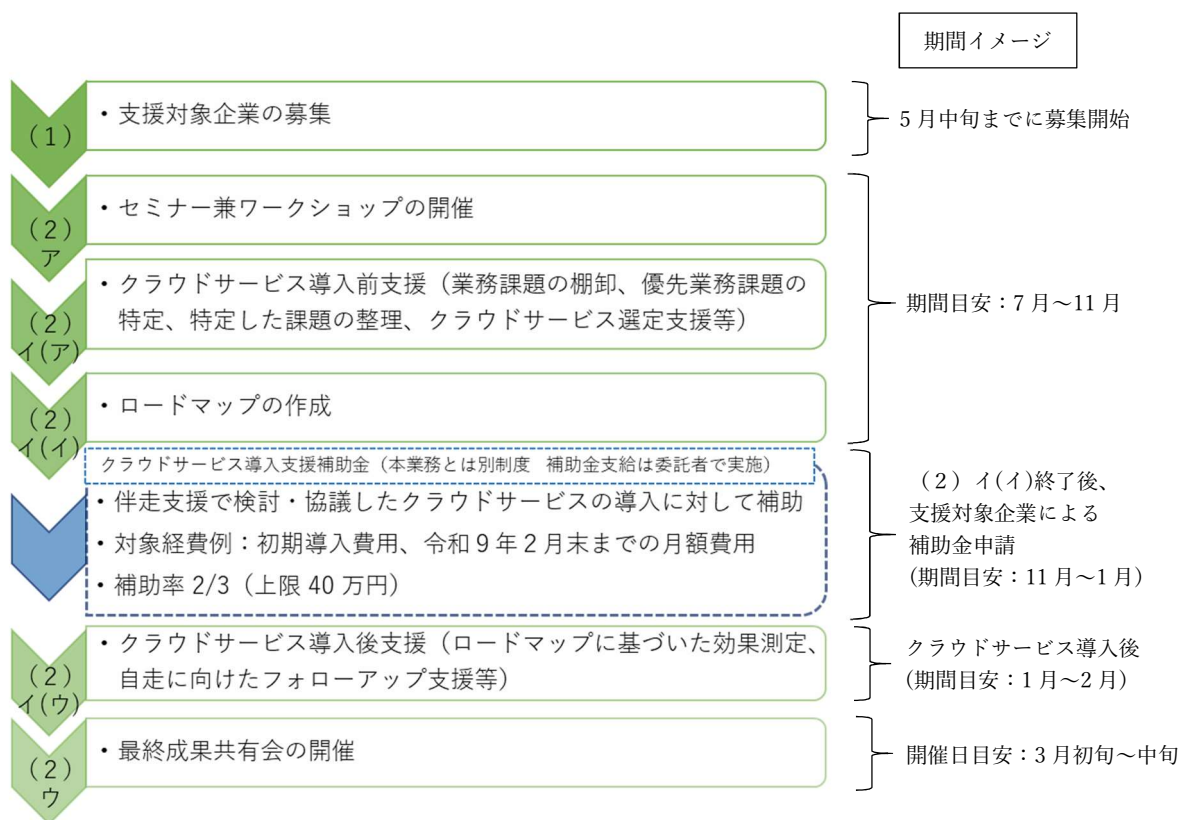 期間イメージ
（1）
・支援対象企業の募集
5月中旬までに募集開始
（2）
ア
・セミナー兼ワークショップの開催
（2）
イ(ア)
・クラウドサービス導入前支援（業務課題の棚卸、優先業務課題の
特定、特定した課題の整理、クラウドサービス選定支援等）
期間目安：7月～11月
（2）
イ(イ)
・ロードマップの作成
クラウドサービス導入支援補助金（本業務とは別制度　補助金支給は委託者で実施）
・伴走支援で検討・協議したクラウドサービスの導入に対して補助
・対象経費例：初期導入費用、令和9年2月末までの月額費用
・補助率 2/3（上限 40 万円）
（2）イ(イ)終了後、
支援対象企業による
補助金申請
(期間目安：11月～1月)
（2）
イ(ウ)
・クラウドサービス導入後支援（ロードマップに基づいた効果測定、
自走に向けたフォローアップ支援等）
クラウドサービス導入後
(期間目安：1月～2月)
（2）
ウ
・最終成果共有会の開催
開催日目安：3月初旬～中旬